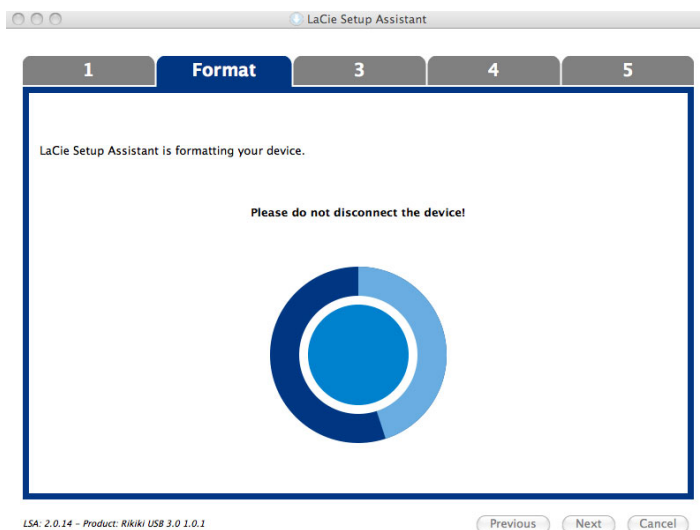 LaCie Setup Assistant
1 Format 3 4 5
LaCie Setup Assistant is formatting your device.
Please do not disconnect the device!
LSA: 2.0.14 – Product: Rikiki USB 3.0 1.0.1
Previous Next Cancel